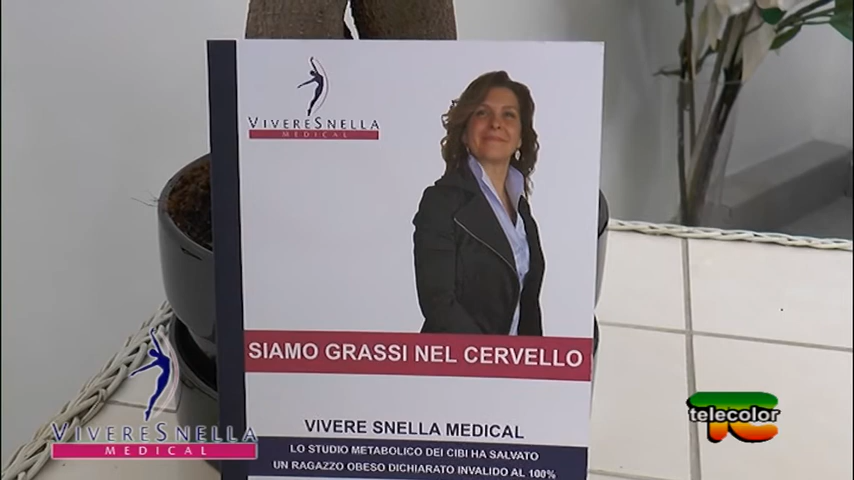 VIVERESNELLA
MEDICAL
SIAMO GRASSI NEL CERVELLO
VIVERE SNELLA MEDICAL
LO STUDIO METABOLICO DEI CIBI HA SALVATO
UN RAGAZZO OBESO DICHIARATO INVALIDO AL 100%
VIVERESNELLA
MEDICAL
telecolor
TC